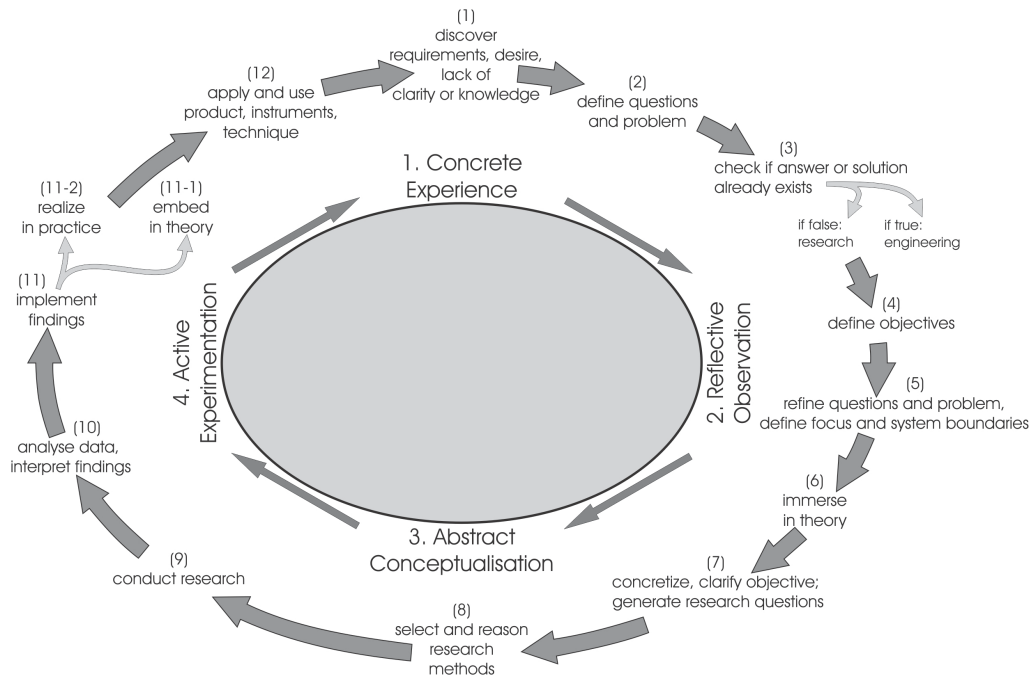 (1)
discover
requirements, desire,
lack of
clarity or knowledge
(2)
define questions
and problem
(3)
check if answer or solution
already exists
if false:
research
if true:
engineering
(4)
define objectives
(5)
refine questions and problem,
define focus and system boundaries
(6)
immerse
in theory
(7)
concretize, clarify objective;
generate research questions
(8)
select and reason
research
methods
(9)
conduct research
(10)
analyse data,
interpret findings
(11)
implement
findings
(11-2)
realize
in practice
(11-1)
embed
in theory
(12)
apply and use
product, instruments,
technique
1. Concrete
Experience
2. Reflective
Observation
3. Abstract
Conceptualisation
4. Active
Experimentation